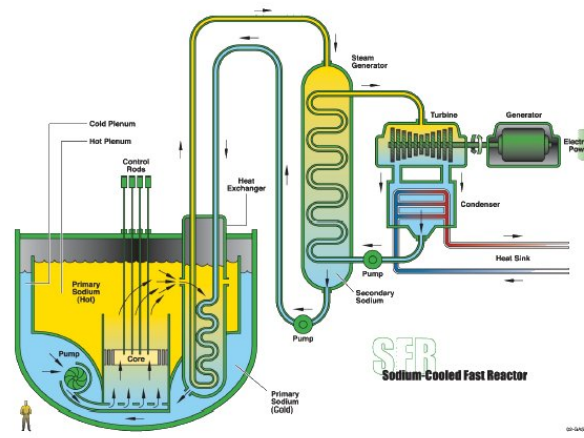 Steam
Generator
Turbine
Generator
Cold Plenum
Hot Plenum
Control
Rods
Heat
Exchanger
Condenser
Heat Sink
Pump
Secondary
Sodium
Primary
Sodium
(Hot)
Pump
Core
Pump
Primary
Sodium
(Cold)
SFR
Sodium-Cooled Fast Reactor